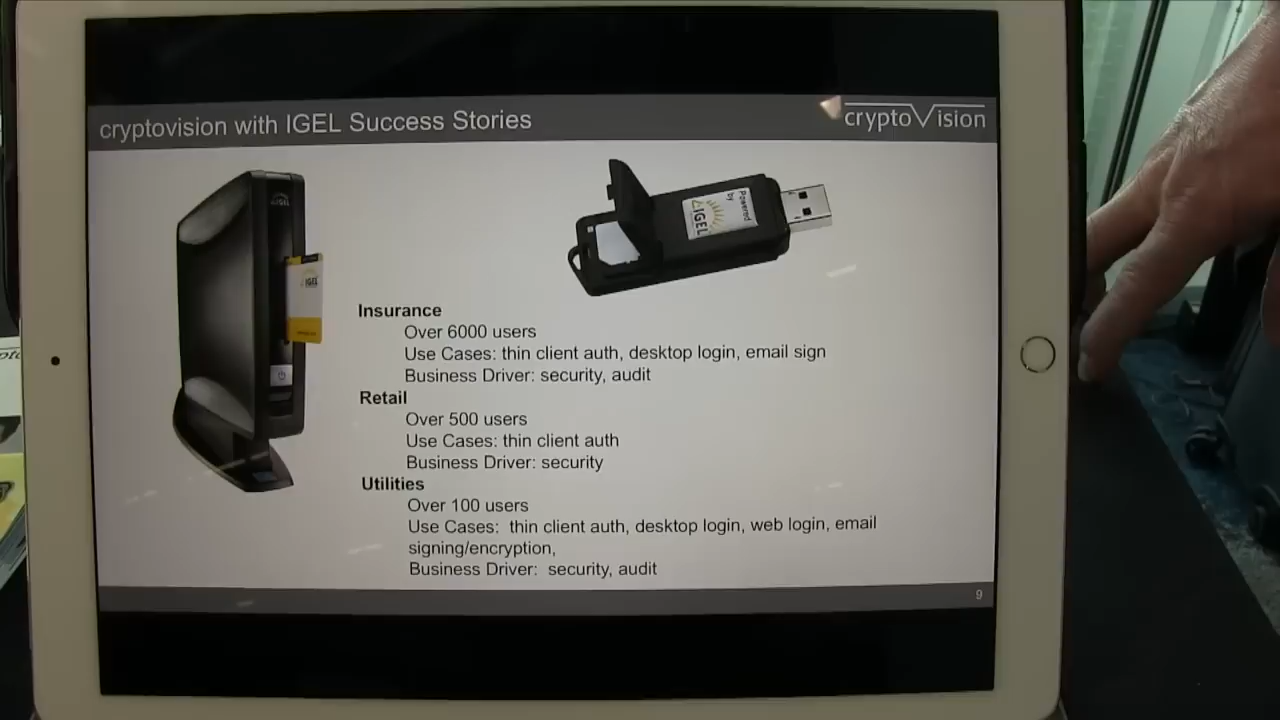 cryptovision with IGEL Success Stories
cryptovision
IGEL
IGEL
Powered
by
IGEL
Insurance
Over 6000 users
Use Cases: thin client auth, desktop login, email sign
Business Driver: security, audit
Retail
Over 500 users
Use Cases: thin client auth
Business Driver: security
Utilities
Over 100 users
Use Cases: thin client auth, desktop login, web login, email
signing/encryption,
Business Driver: security, audit
9